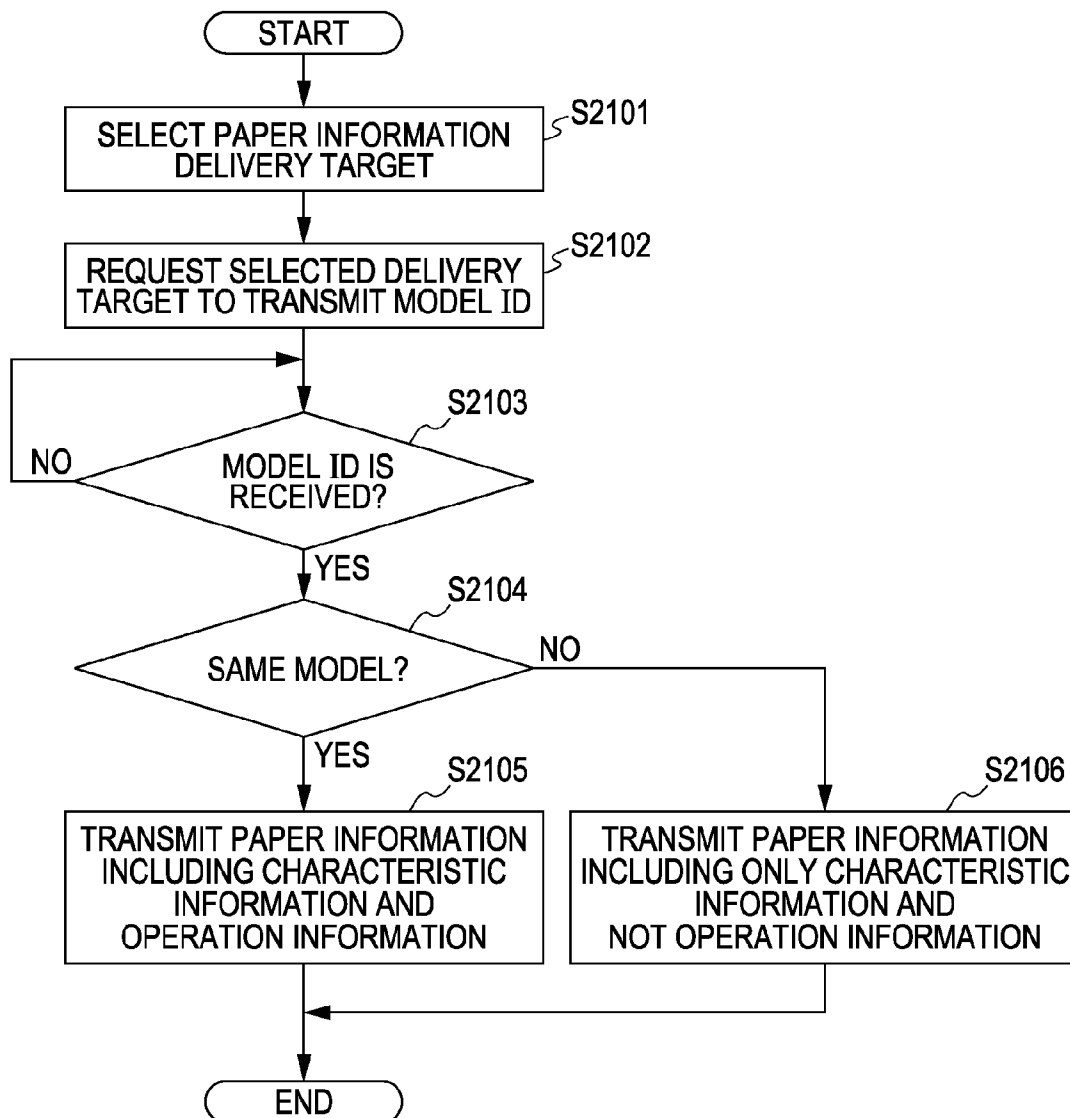 START
S2101
SELECT PAPER INFORMATION
DELIVERY TARGET
S2102
REQUEST SELECTED DELIVERY
TARGET TO TRANSMIT MODEL ID
S2103
NO
MODEL ID IS
RECEIVED?
YES
S2104
NO
SAME MODEL?
YES
S2105
TRANSMIT PAPER INFORMATION
INCLUDING CHARACTERISTIC
INFORMATION AND
OPERATION INFORMATION
S2106
TRANSMIT PAPER INFORMATION
INCLUDING ONLY CHARACTERISTIC
INFORMATION AND
NOT OPERATION INFORMATION
END